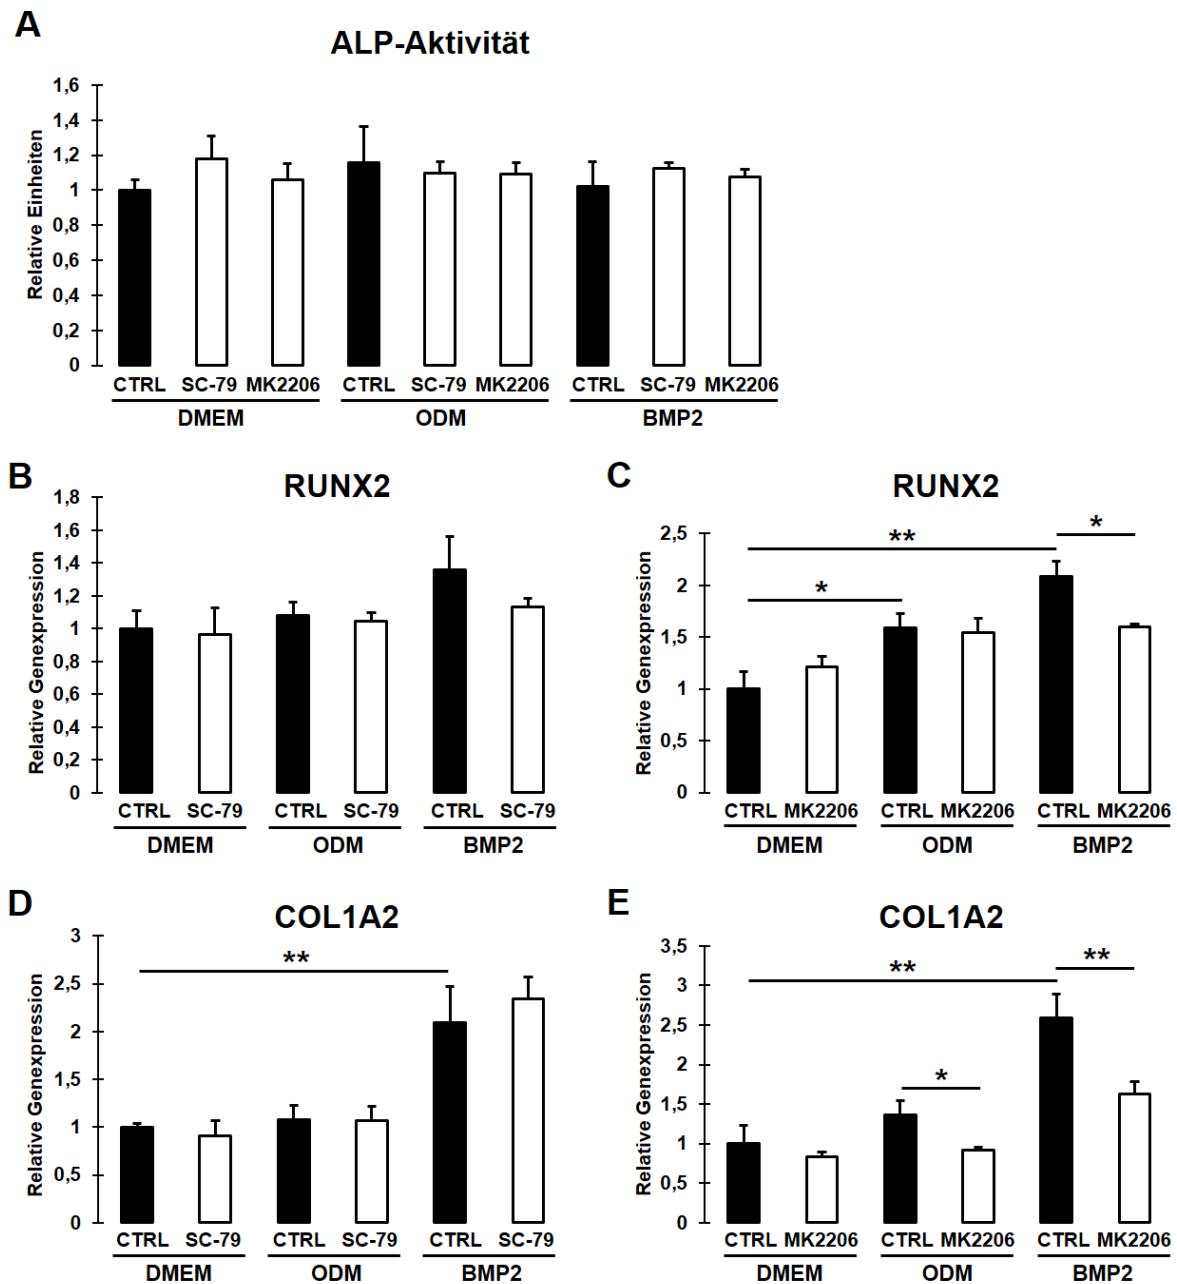 A
ALP-Aktivität
Relative Einheiten
1,6
1,4
1,2
1
0,8
0,6
0,4
0,2
0
CTRL SC-79 MK2206 CTRL SC-79 MK2206 CTRL SC-79 MK2206
DMEM ODM BMP2
B
RUNX2
Relative Genexpression
1,8
1,6
1,4
1,2
1
0,8
0,6
0,4
0,2
0
CTRL SC-79 CTRL SC-79 CTRL SC-79
DMEM ODM BMP2
C
RUNX2
Relative Genexpression
2,5
2
1,5
1
0,5
0
*
**
*
CTRL MK2206 CTRL MK2206 CTRL MK2206
DMEM ODM BMP2
D
COL1A2
Relative Genexpression
3
2,5
2
1,5
1
0,5
0
**
CTRL SC-79 CTRL SC-79 CTRL SC-79
DMEM ODM BMP2
E
COL1A2
Relative Genexpression
3,5
3
2,5
2
1,5
1
0,5
0
**
**
*
CTRL MK2206 CTRL MK2206 CTRL MK2206
DMEM ODM BMP2